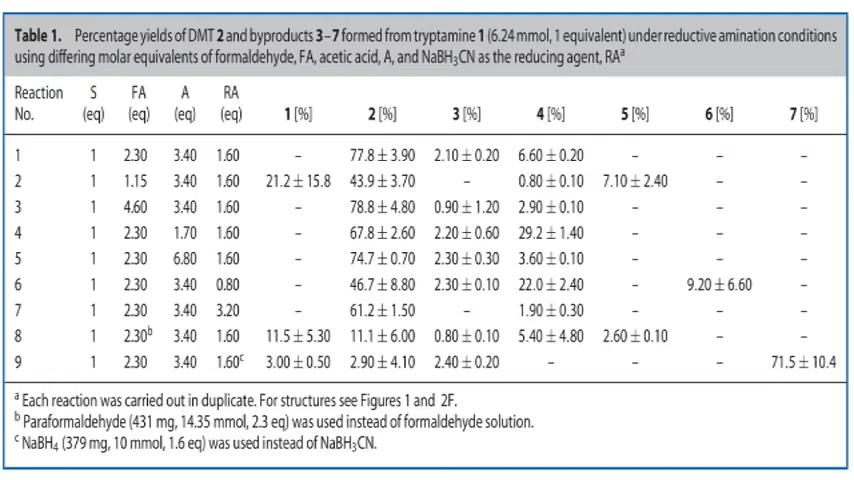 Table 1. Percentage yields of DMT 2 and byproducts 3–7 formed from tryptamine 1 (6.24 mmol, 1 equivalent) under reductive amination conditions
using differing molar equivalents of formaldehyde, FA, acetic acid, A, and NaBH3CN as the reducing agent, RAa
Reaction S FA A RA
No. (eq) (eq) (eq) (eq) 1 [%] 2 [%] 3 [%] 4 [%] 5 [%] 6 [%] 7 [%]
1 1 2.30 3.40 1.60 – 77.8 ± 3.90 2.10 ± 0.20 6.60 ± 0.20 – – –
2 1 1.15 3.40 1.60 21.2 ± 15.8 43.9 ± 3.70 – 0.80 ± 0.10 7.10 ± 2.40 – –
3 1 4.60 3.40 1.60 – 78.8 ± 4.80 0.90 ± 1.20 2.90 ± 0.10 – – –
4 1 2.30 1.70 1.60 – 67.8 ± 2.60 2.20 ± 0.60 29.2 ± 1.40 – – –
5 1 2.30 6.80 1.60 – 74.7 ± 0.70 2.30 ± 0.30 3.60 ± 0.10 – – –
6 1 2.30 3.40 0.80 – 46.7 ± 8.80 2.30 ± 0.10 22.0 ± 2.40 – 9.20 ± 6.60 –
7 1 2.30 3.40 3.20 – 61.2 ± 1.50 – 1.90 ± 0.30 – – –
8 1 2.30b 3.40 1.60 11.5 ± 5.30 11.1 ± 6.00 0.80 ± 0.10 5.40 ± 4.80 2.60 ± 0.10 – –
9 1 2.30 3.40 1.60c 3.00 ± 0.50 2.90 ± 4.10 2.40 ± 0.20 – – – 71.5 ± 10.4
a Each reaction was carried out in duplicate. For structures see Figures 1 and 2F.
b Paraformaldehyde (431 mg, 14.35 mmol, 2.3 eq) was used instead of formaldehyde solution.
c NaBH4 (379 mg, 10 mmol, 1.6 eq) was used instead of NaBH3CN.